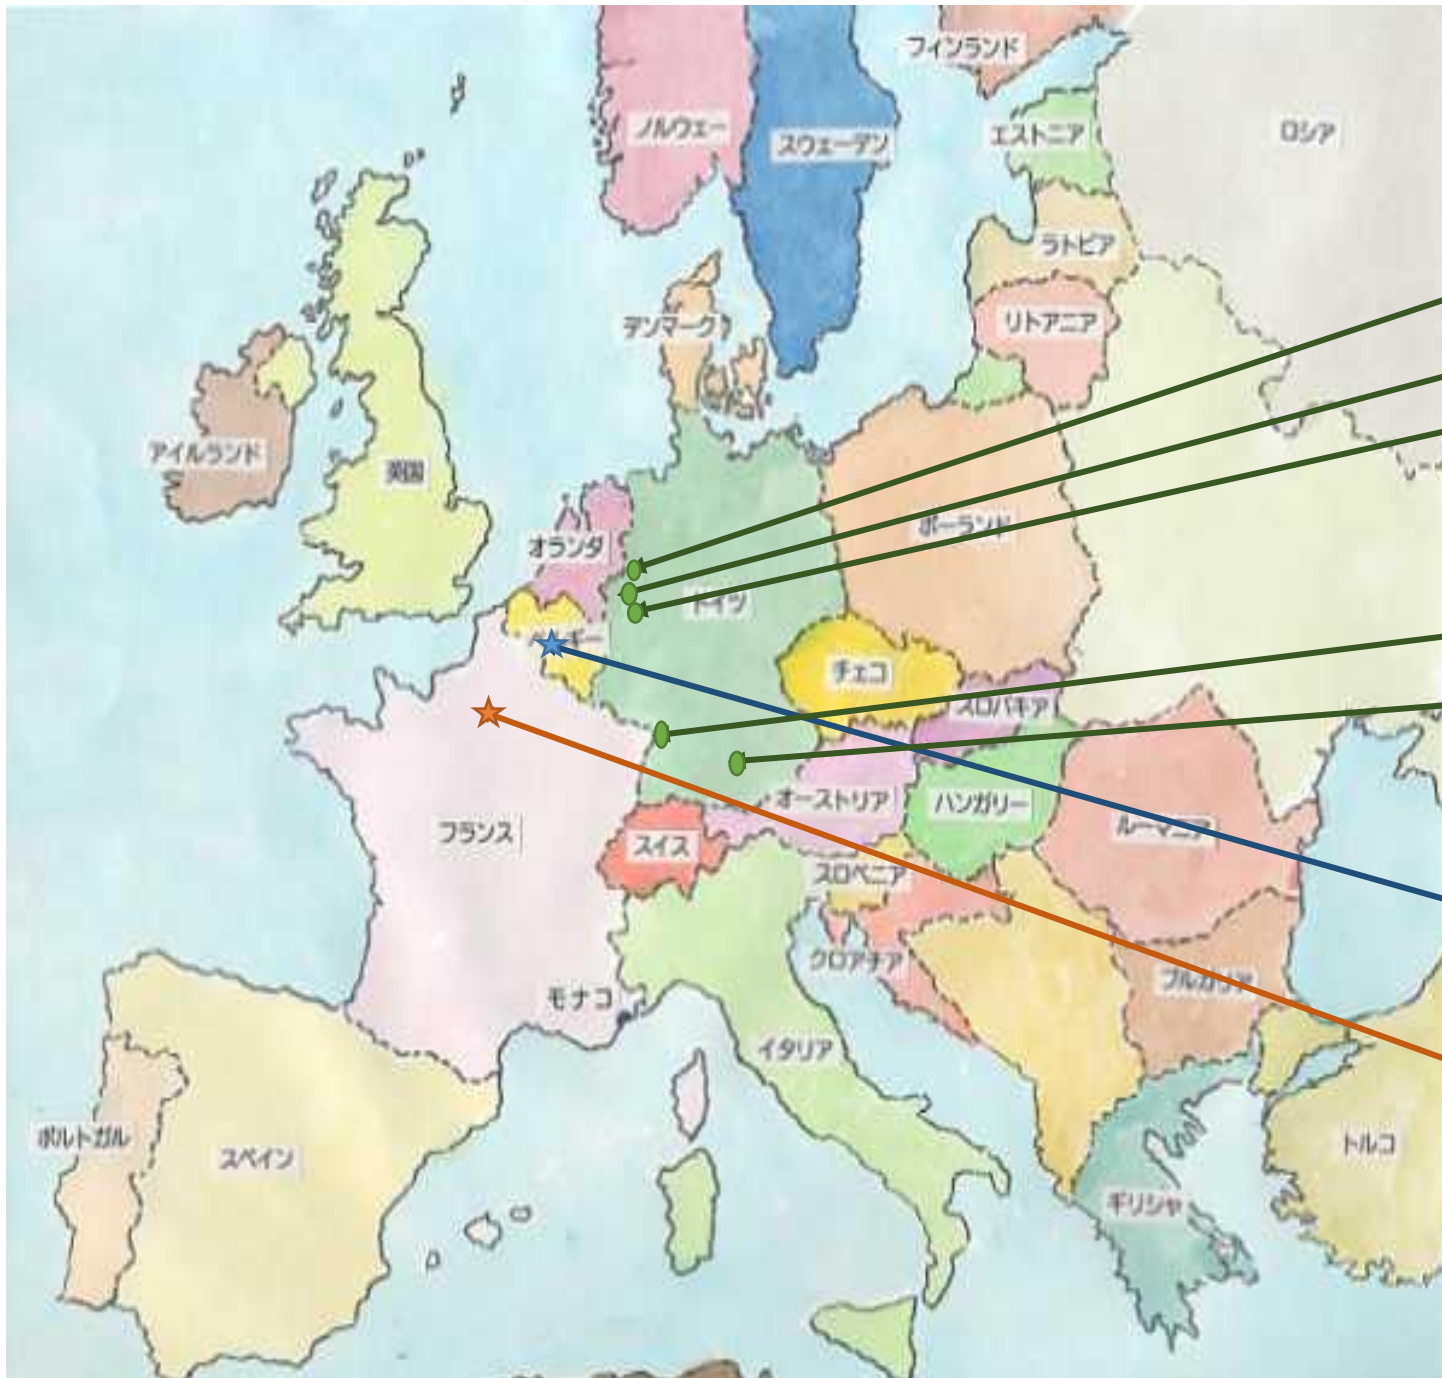 フィンランド
ノルウェー
スウェーデン
エストニア
ロシア
ラトビア
デンマーク
リトアニア
アイルランド
英国
オランダ
ポーランド
ドイツ
チェコ
スロバキア
オーストリア
ハンガリー
フランス
スイス
ルーマニア
スロベニア
クロアチア
ブルガリア
モナコ
イタリア
ポルトガル
スペイン
トルコ
ギリシャ